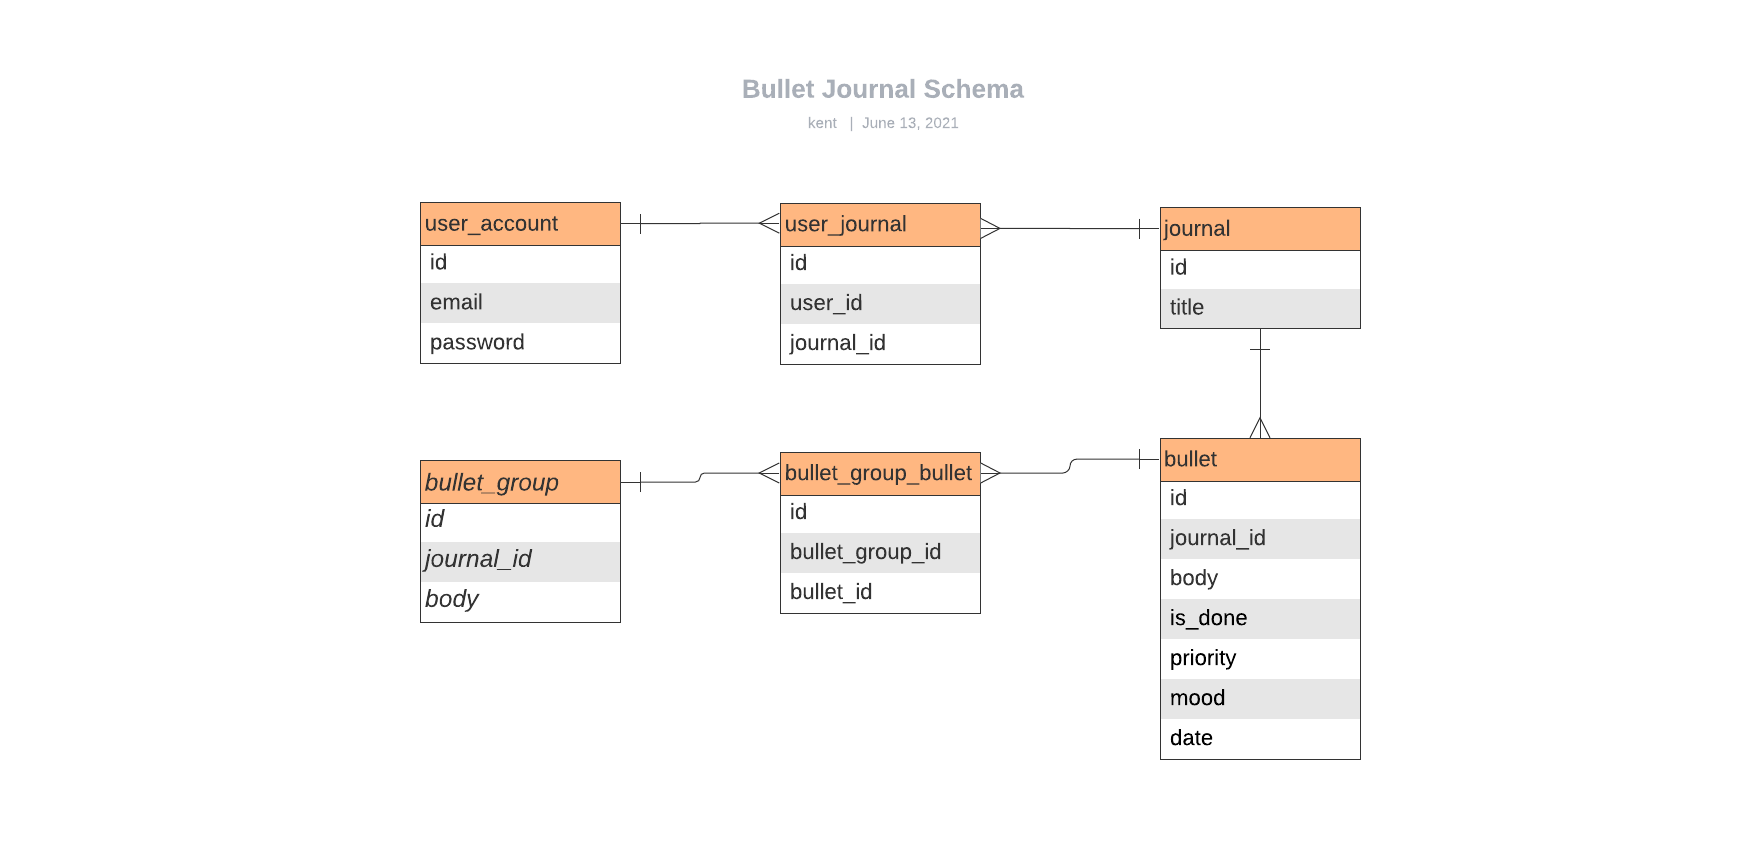 Bullet Journal Schema
kent | June 13, 2021
user_account
id
email
password
user_journal
id
user_id
journal_id
journal
id
title
bullet_group
id
journal_id
body
bullet_group_bullet
id
bullet_group_id
bullet_id
bullet
id
journal_id
body
is_done
priority
mood
date